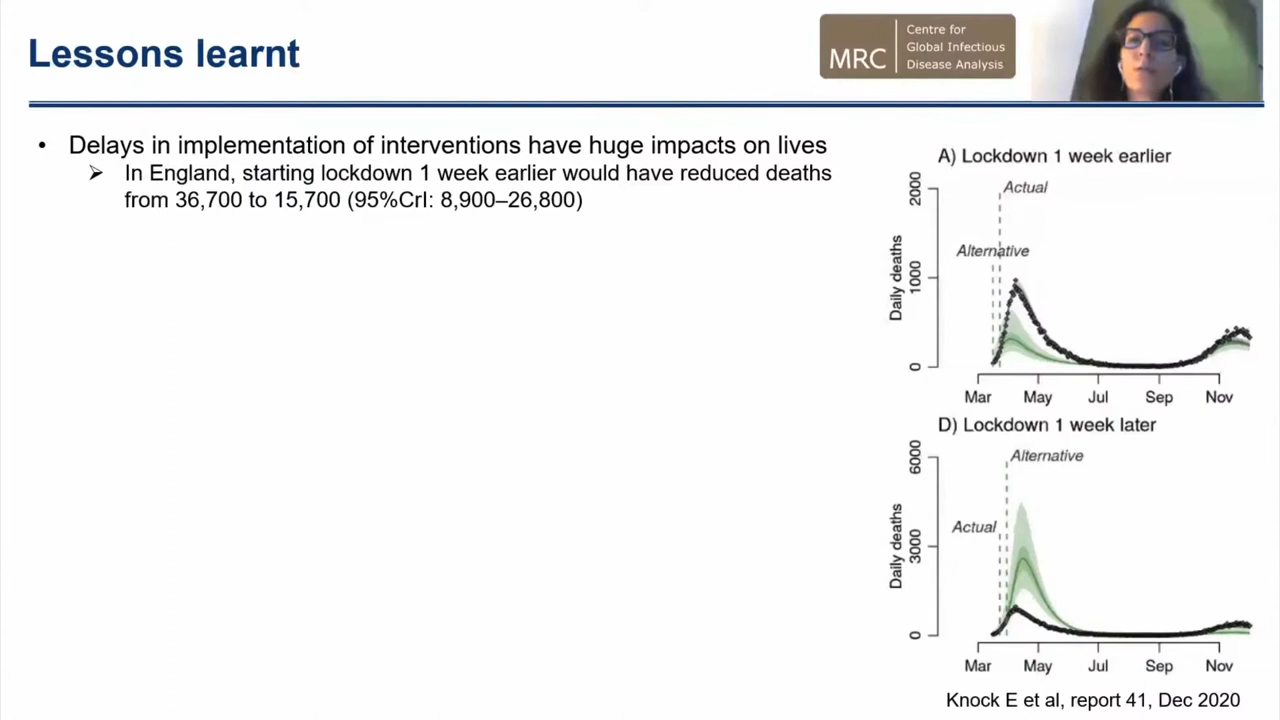 Lessons learnt
MRC
Centre for
Global Infectious
Disease Analysis
• Delays in implementation of interventions have huge impacts on lives
➢ In England, starting lockdown 1 week earlier would have reduced deaths
from 36,700 to 15,700 (95%CrI: 8,900–26,800)
A) Lockdown 1 week earlier
Actual
Alternative
Daily deaths
2000
1000
0
Mar May Jul Sep Nov
D) Lockdown 1 week later
Alternative
Actual
Daily deaths
6000
3000
0
Mar May Jul Sep Nov
Knock E et al, report 41, Dec 2020